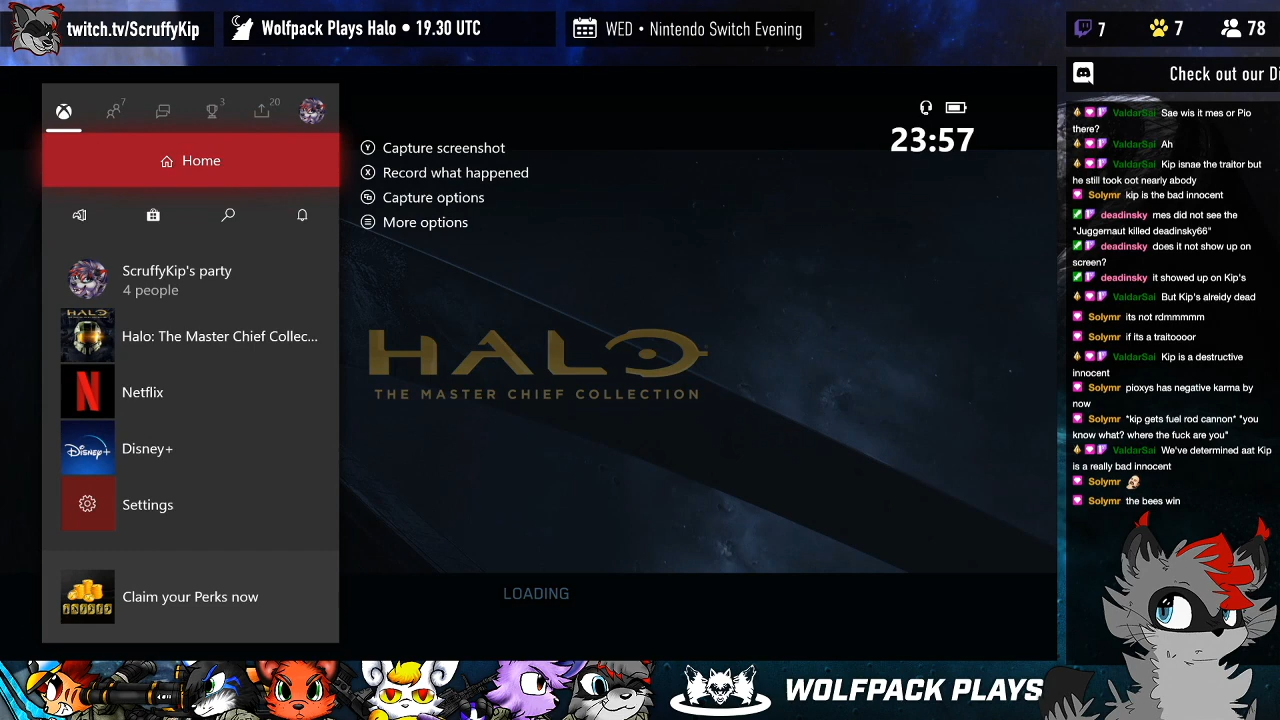 twitch.tv/ScruffyKip
Wolfpack Plays Halo • 19.30 UTC
WED • Nintendo Switch Evening
7
7
78
Check out our Di
7
3
20
23:57
Home
Capture screenshot
Record what happened
Capture options
More options
ScruffyKip's party
4 people
HALO
Halo: The Master Chief Collec...
N
Netflix
Disney+
Disney+
Settings
Claim your Perks now
HALO
THE MASTER CHIEF COLLECTION
LOADING
ValdarSai Sae wis it mes or Pio
there?
ValdarSai Ah
ValdarSai Kip isnae the traitor but
he still took oot nearly abody
Solymr kip is the bad innocent
deadinsky mes did not see the
"Juggernaut killed deadinsky66"
deadinsky does it not show up on
screen?
deadinsky it showed up on Kip's
ValdarSai But Kip's alreidy dead
Solymr its not rdmmmmm
Solymr if its a traitoooor
ValdarSai Kip is a destructive
innocent
Solymr pioxys has negative karma by
now
Solymr *kip gets fuel rod cannon* "you
know what? where the fuck are you"
ValdarSai We've determined aat Kip
is a really bad innocent
Solymr
Solymr the bees win
WOLFPACK PLAYS